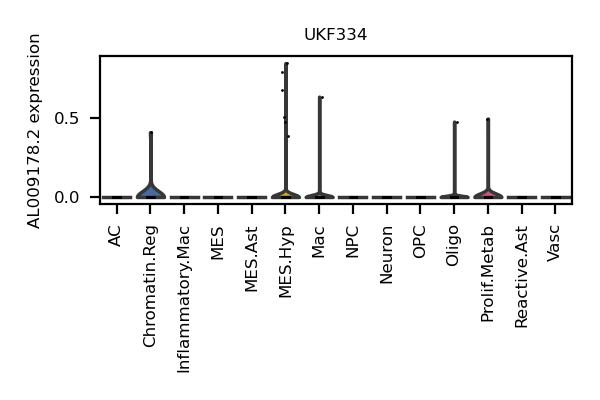 UKF334
AL009178.2 expression
0.5
0.0
AC
Chromatin.Reg
Inflammatory.Mac
MES
MES.Ast
MES.Hyp
Mac
NPC
Neuron
OPC
Oligo
Prolif.Metab
Reactive.Ast
Vasc